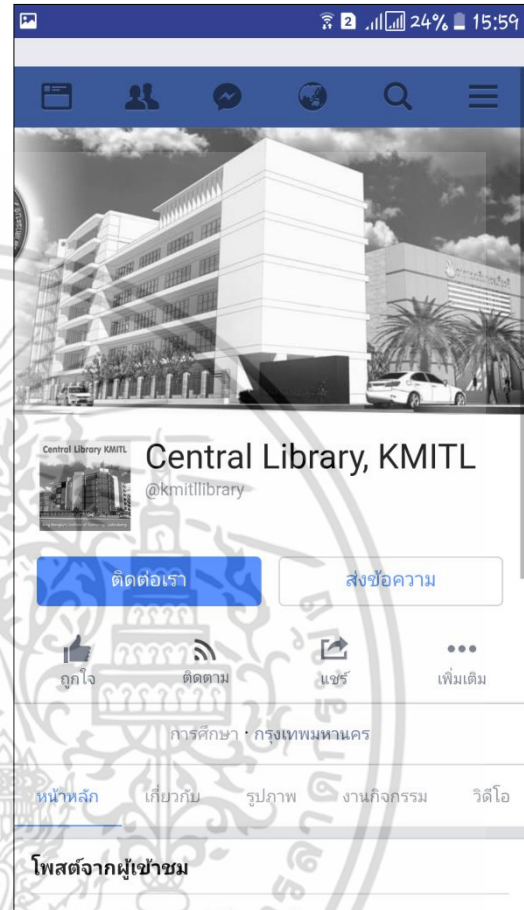 2 24% 15:59
Central Library KMITL
Central Library, KMITL
@kmitllibrary
ติดต่อเรา ส่งข้อความ
ถูกใจ ติดตาม แชร์ เพิ่มเติม
การศึกษา · กรุงเทพมหานคร
หน้าหลัก เกี่ยวกับ รูปภาพ งานกิจกรรม วิดีโอ
โพสต์จากผู้เข้าชม